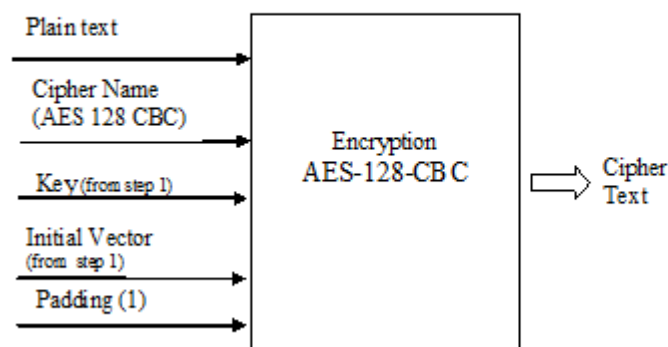 Plain text
Cipher Name
(AES 128 CBC)
Key (from step 1)
Initial Vector
(from step 1)
Padding (1)
Encryption
AES-128-CBC
Cipher
Text